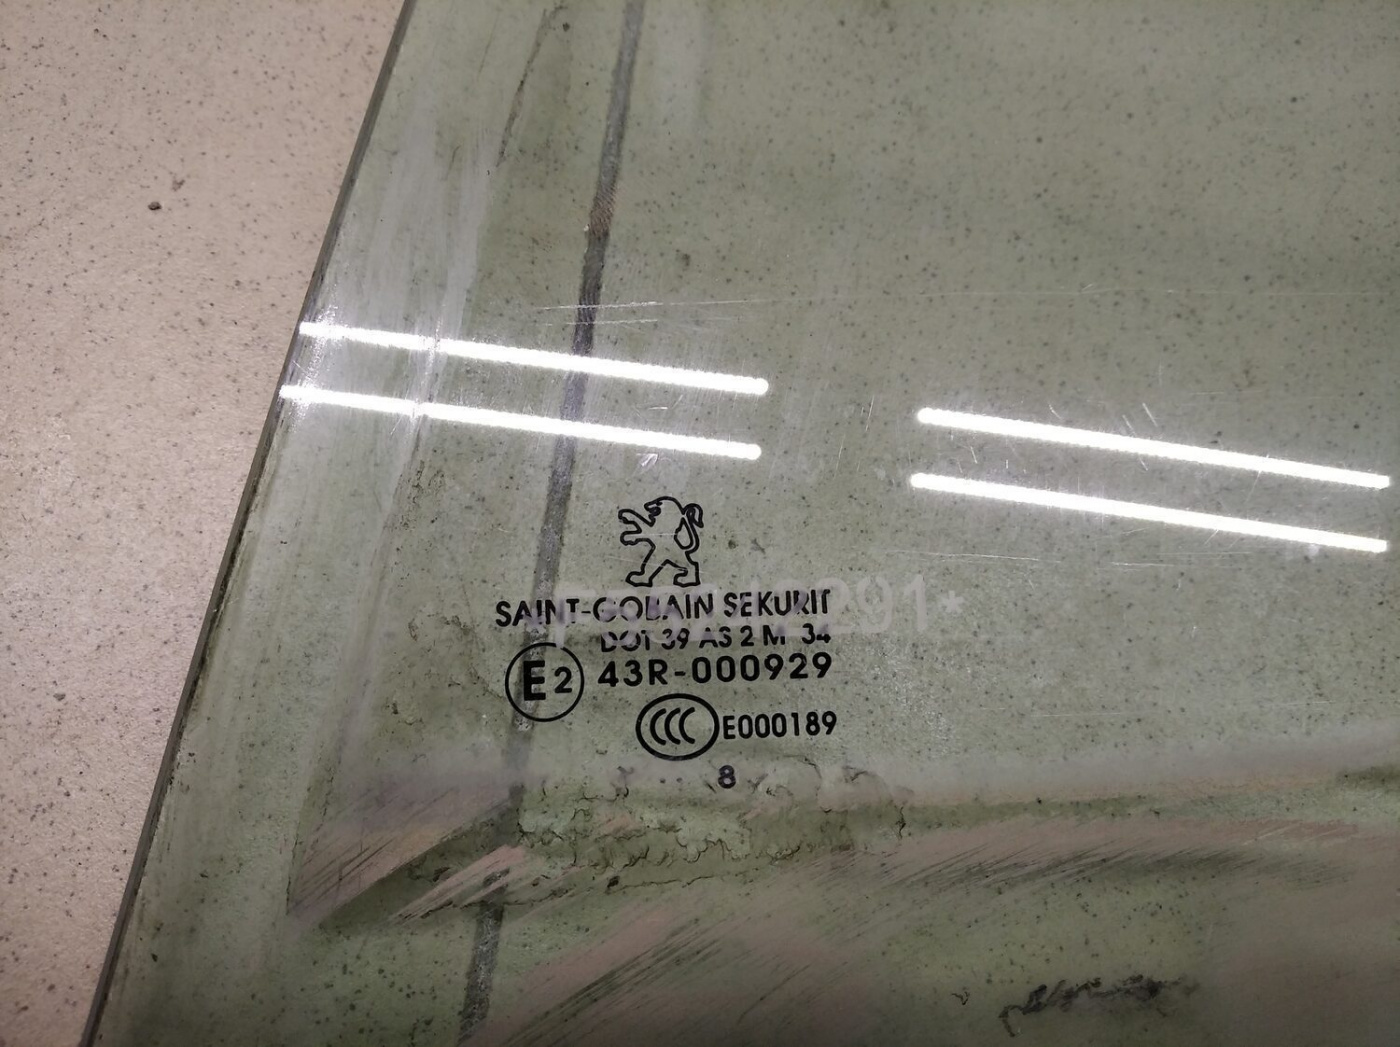 SAINT-GOBAIN SEKURIT
DOT 39 AS 2 M 34
E2 43R-000929
CCC E000189
.... 8